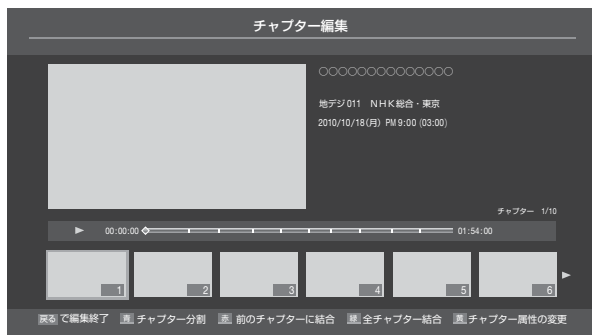 チャプター編集
○○○○○○○○○○○○○○
地デジ011 NHK総合・東京
2010/10/18(月) PM 9:00 (03:00)
チャプター 1/10
00:00:00 01:54:00
1 2 3 4 5 6
戻る で編集終了 青 チャプター分割 赤 前のチャプターに結合 緑 全チャプター結合 黄 チャプター属性の変更